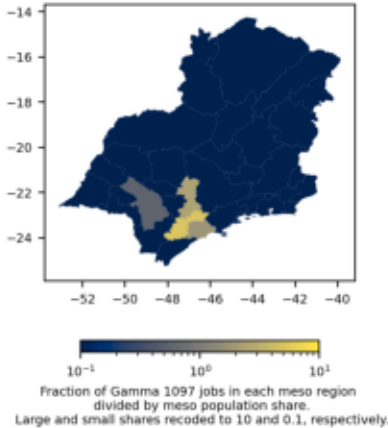 −14
−16
−18
−20
−22
−24
−52 −50 −48 −46 −44 −42 −40
10⁻¹ 10⁰ 10¹
Fraction of Gamma 1097 jobs in each meso region
divided by meso population share.
Large and small shares recoded to 10 and 0.1, respectively.